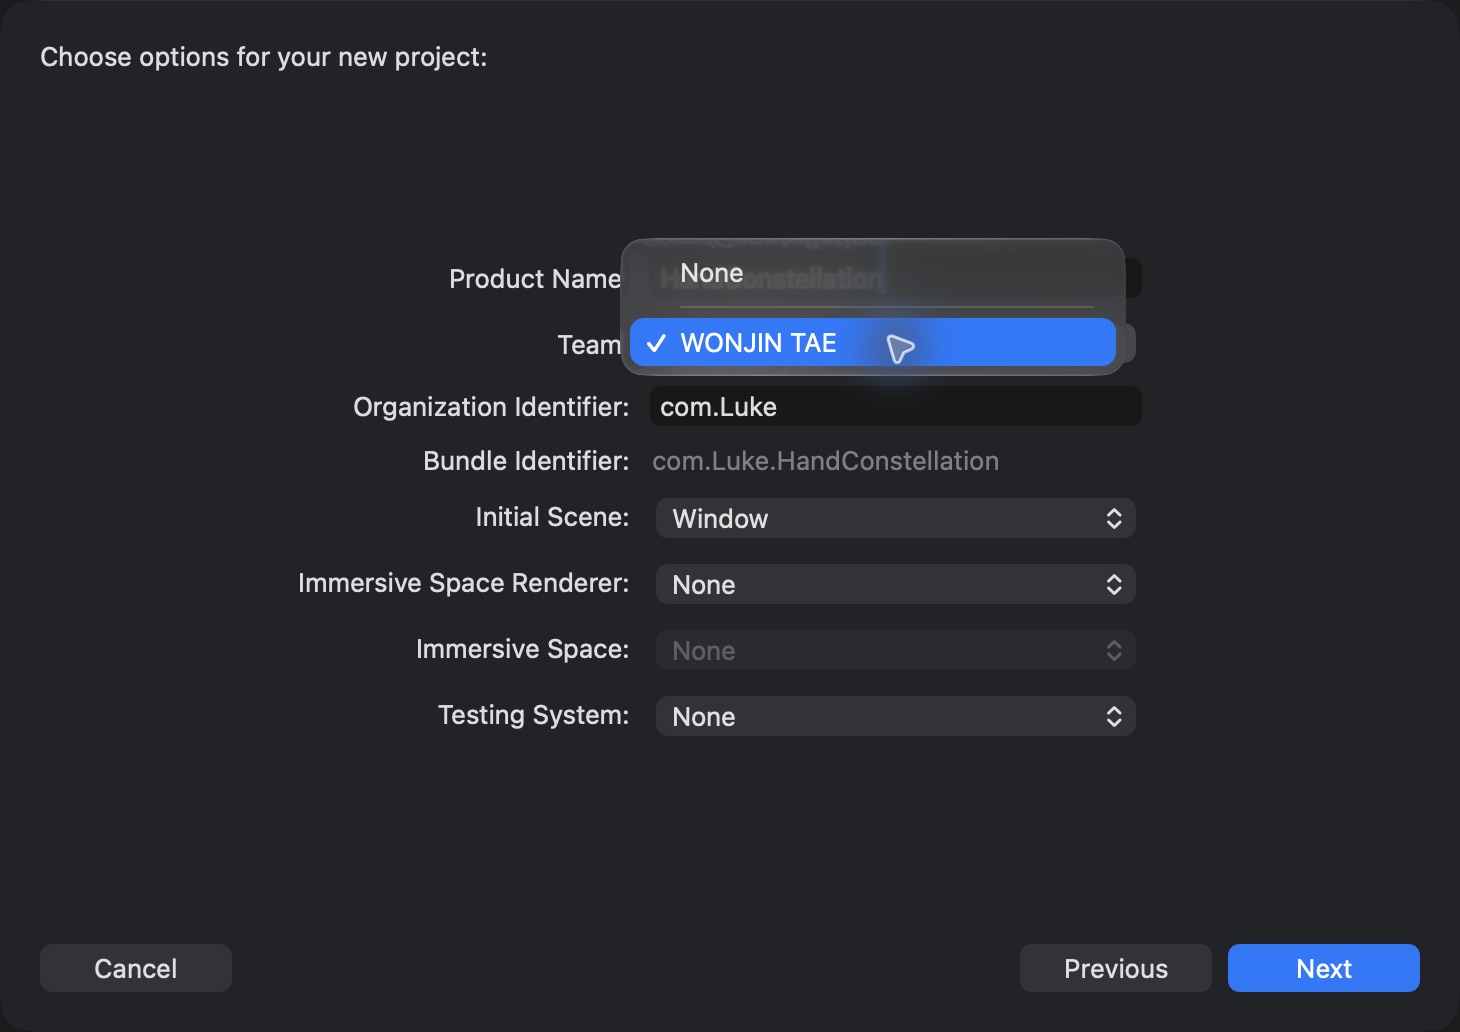 Choose options for your new project:
Product Name
None
Team
✓ WONJIN TAE
Organization Identifier: com.Luke
Bundle Identifier: com.Luke.HandConstellation
Initial Scene: Window
Immersive Space Renderer: None
Immersive Space: None
Testing System: None
Cancel
Previous
Next